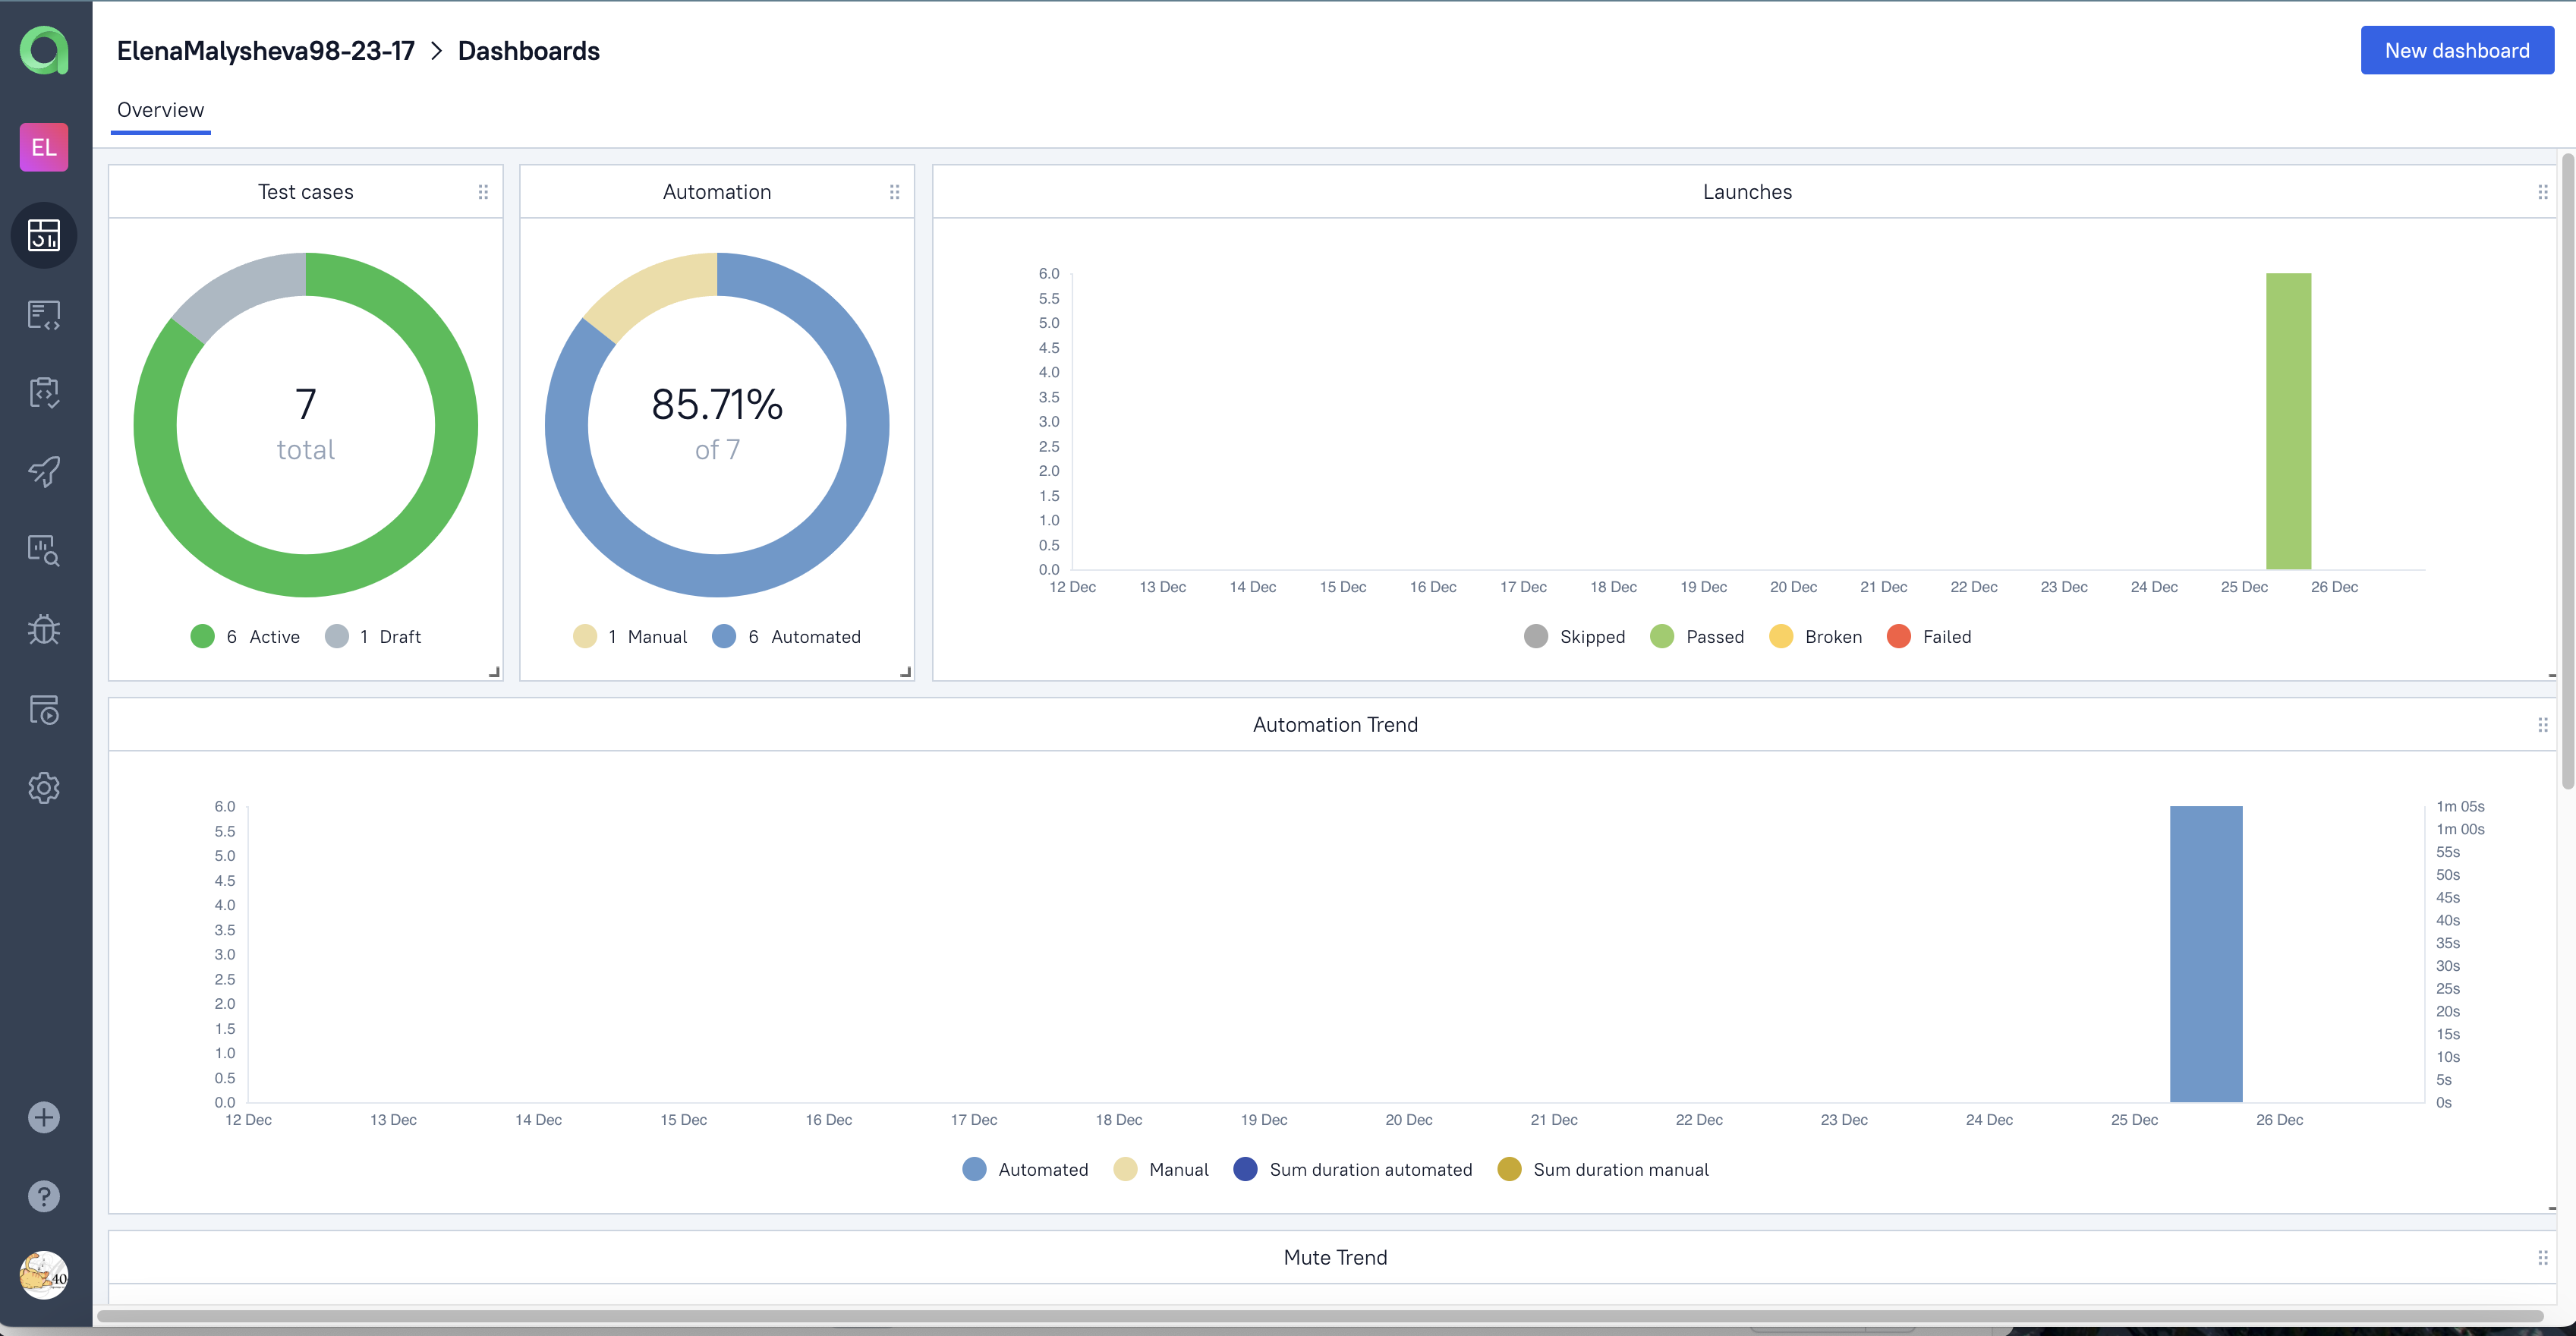 ElenaMalysheva98-23-17 > Dashboards
New dashboard
Overview
EL
Test cases
7
total
6 Active 1 Draft
Automation
85.71%
of 7
1 Manual 6 Automated
Launches
6.0
5.5
5.0
4.5
4.0
3.5
3.0
2.5
2.0
1.5
1.0
0.5
0.0
12 Dec 13 Dec 14 Dec 15 Dec 16 Dec 17 Dec 18 Dec 19 Dec 20 Dec 21 Dec 22 Dec 23 Dec 24 Dec 25 Dec 26 Dec
Skipped Passed Broken Failed
Automation Trend
6.0
5.5
5.0
4.5
4.0
3.5
3.0
2.5
2.0
1.5
1.0
0.5
0.0
1m 05s
1m 00s
55s
50s
45s
40s
35s
30s
25s
20s
15s
10s
5s
0s
12 Dec 13 Dec 14 Dec 15 Dec 16 Dec 17 Dec 18 Dec 19 Dec 20 Dec 21 Dec 22 Dec 23 Dec 24 Dec 25 Dec 26 Dec
Automated Manual Sum duration automated Sum duration manual
Mute Trend
?
40